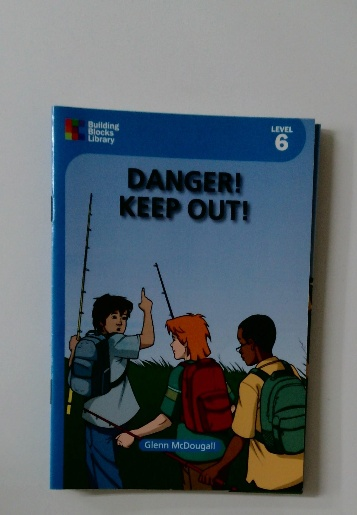 Building
Blocks
Library
LEVEL
6
DANGER!
KEEP OUT!
Glenn McDougall